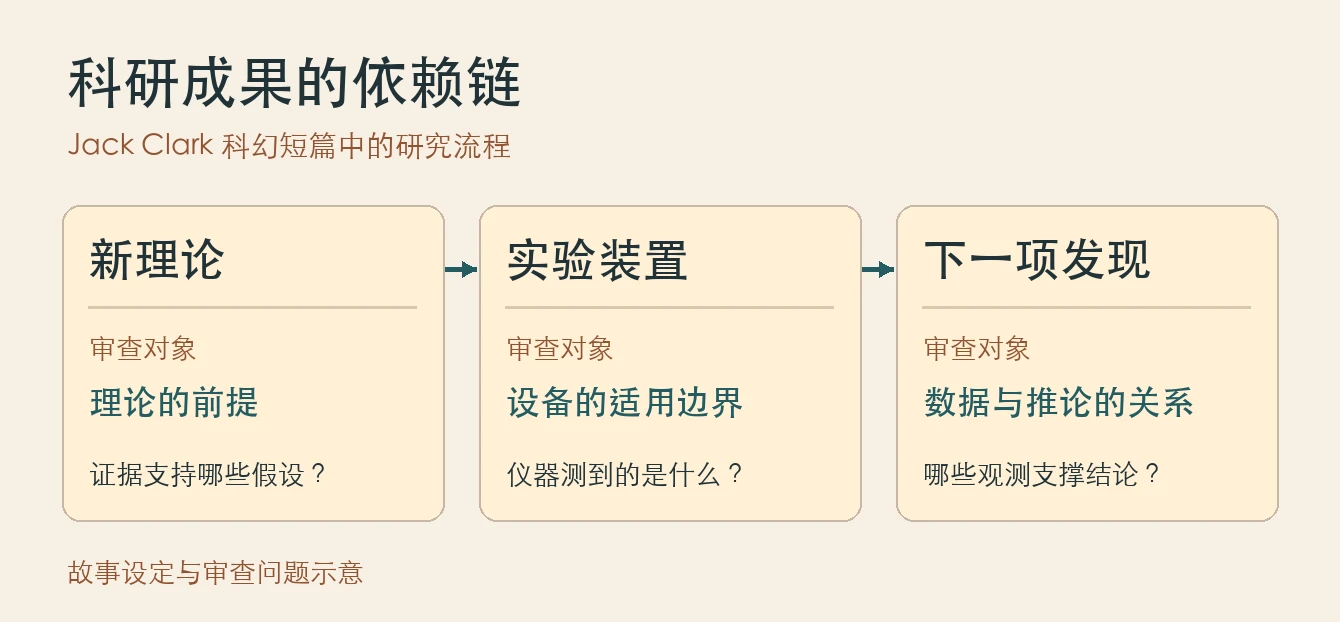 科研成果的依赖链
Jack Clark 科幻短篇中的研究流程
新理论
审查对象
理论的前提
证据支持哪些假设？
实验装置
审查对象
设备的适用边界
仪器测到的是什么？
下一项发现
审查对象
数据与推论的关系
哪些观测支撑结论？
故事设定与审查问题示意